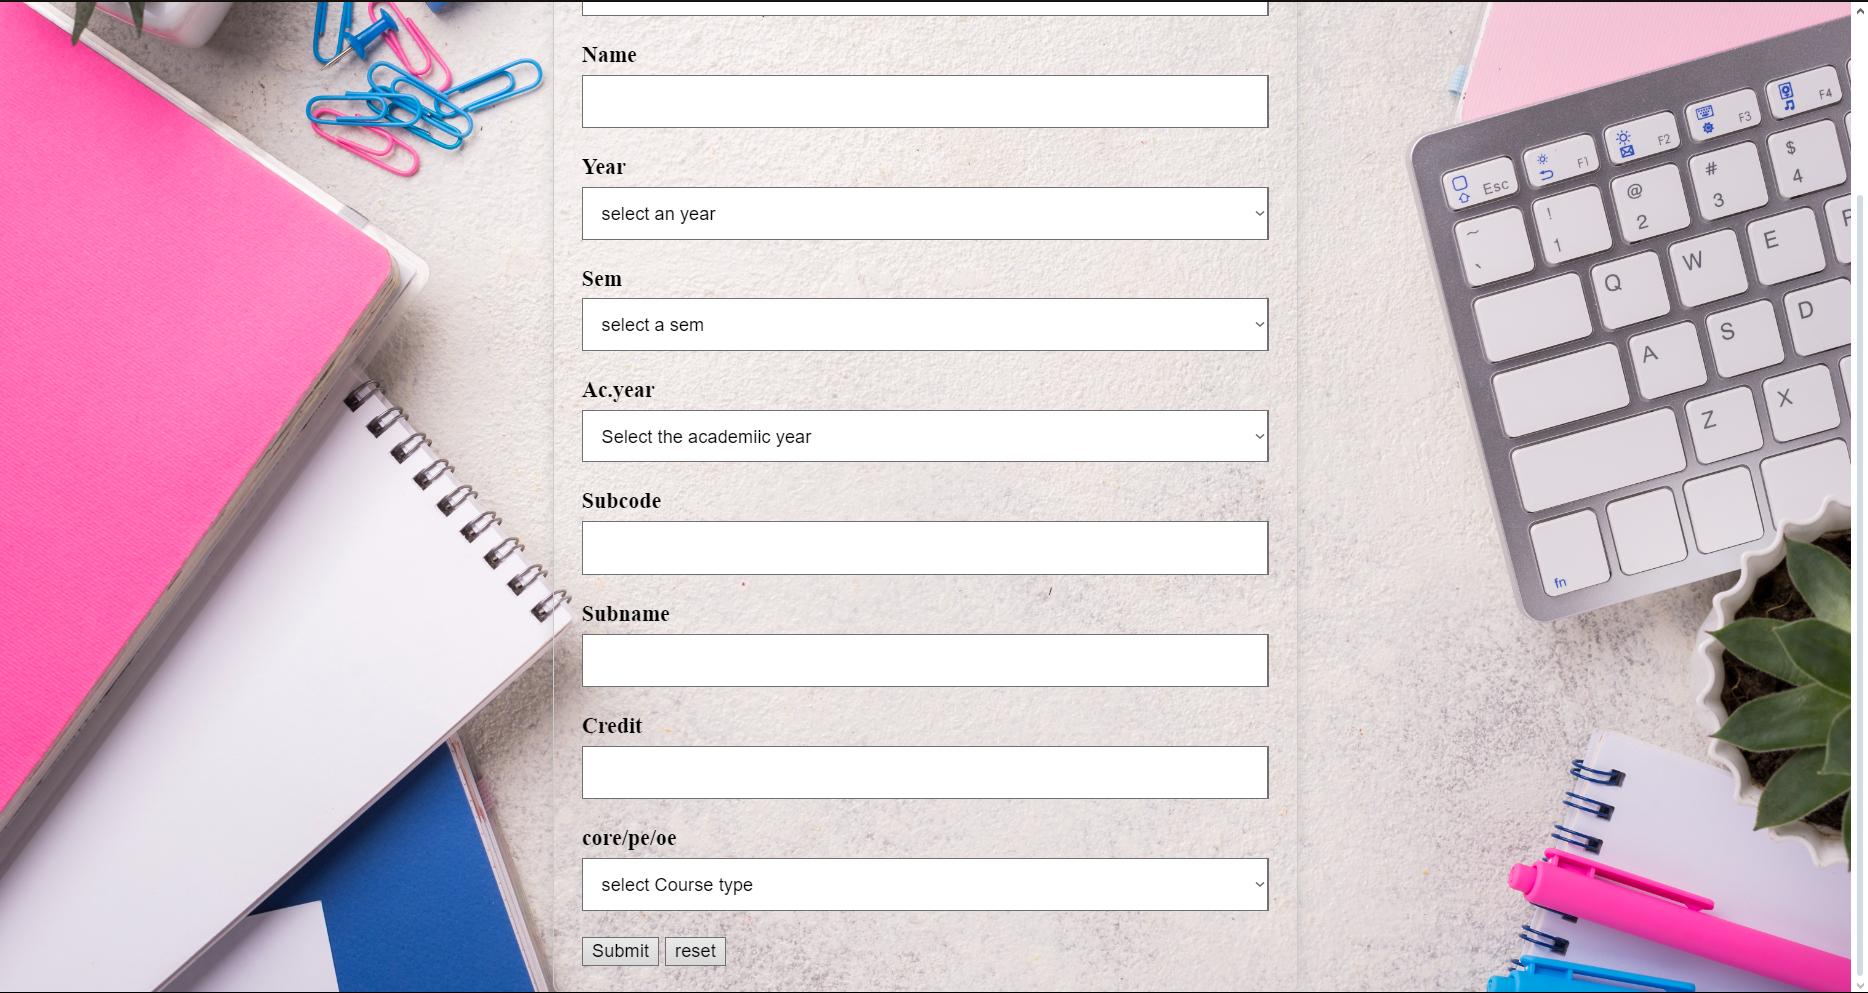 Name
Year
select an year
Sem
select a sem
Ac.year
Select the academiic year
Subcode
Subname
Credit
core/pe/oe
select Course type
Submit reset
Esc F1 F2 F3 F4
~ ` ! 1 @ 2 # 3 $ 4
Q W E
A S D
Z X
fn